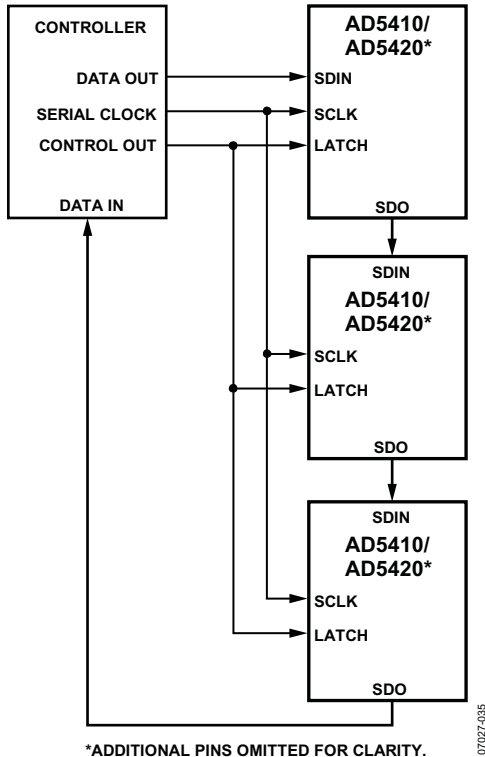 CONTROLLER
DATA OUT
SERIAL CLOCK
CONTROL OUT
DATA IN
AD5410/
AD5420*
SDIN
SCLK
LATCH
SDO
SDIN
AD5410/
AD5420*
SCLK
LATCH
SDO
SDIN
AD5410/
AD5420*
SCLK
LATCH
SDO
*ADDITIONAL PINS OMITTED FOR CLARITY.
07027-035